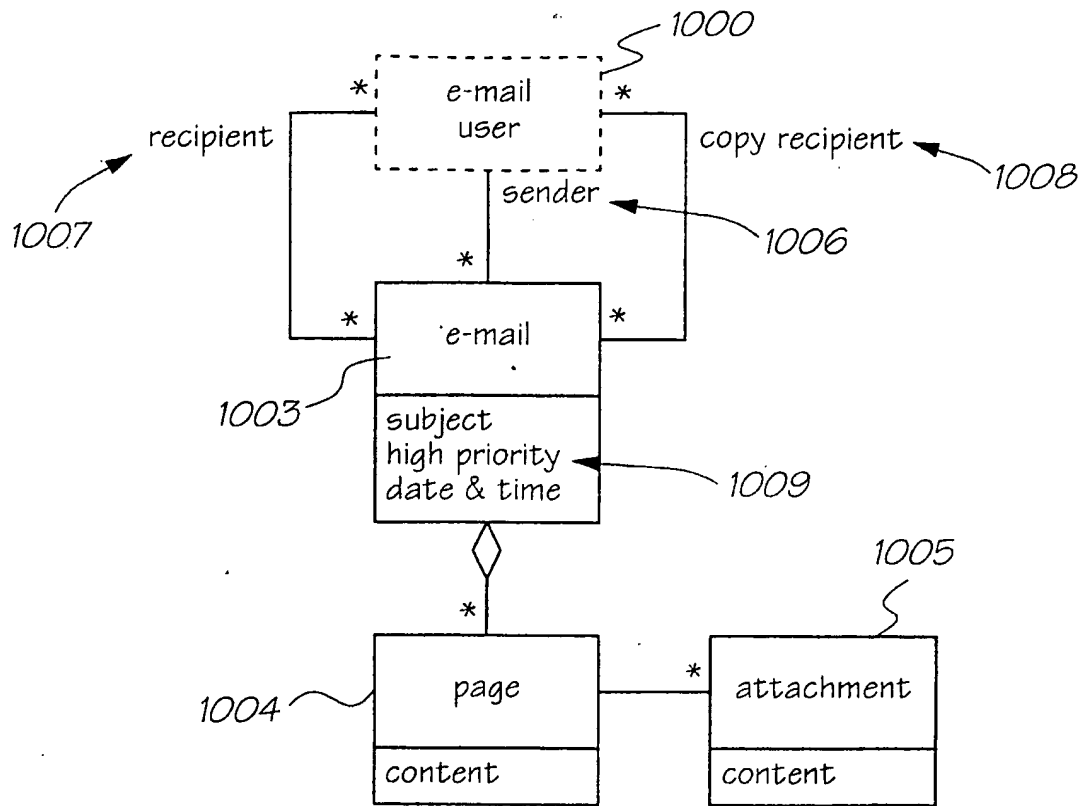 1000
*
e-mail
user
*
recipient
copy recipient
1008
sender
1007
1006
*
*
*
e-mail
1003
subject
high priority
date & time
1009
1005
*
*
page
attachment
1004
content
content